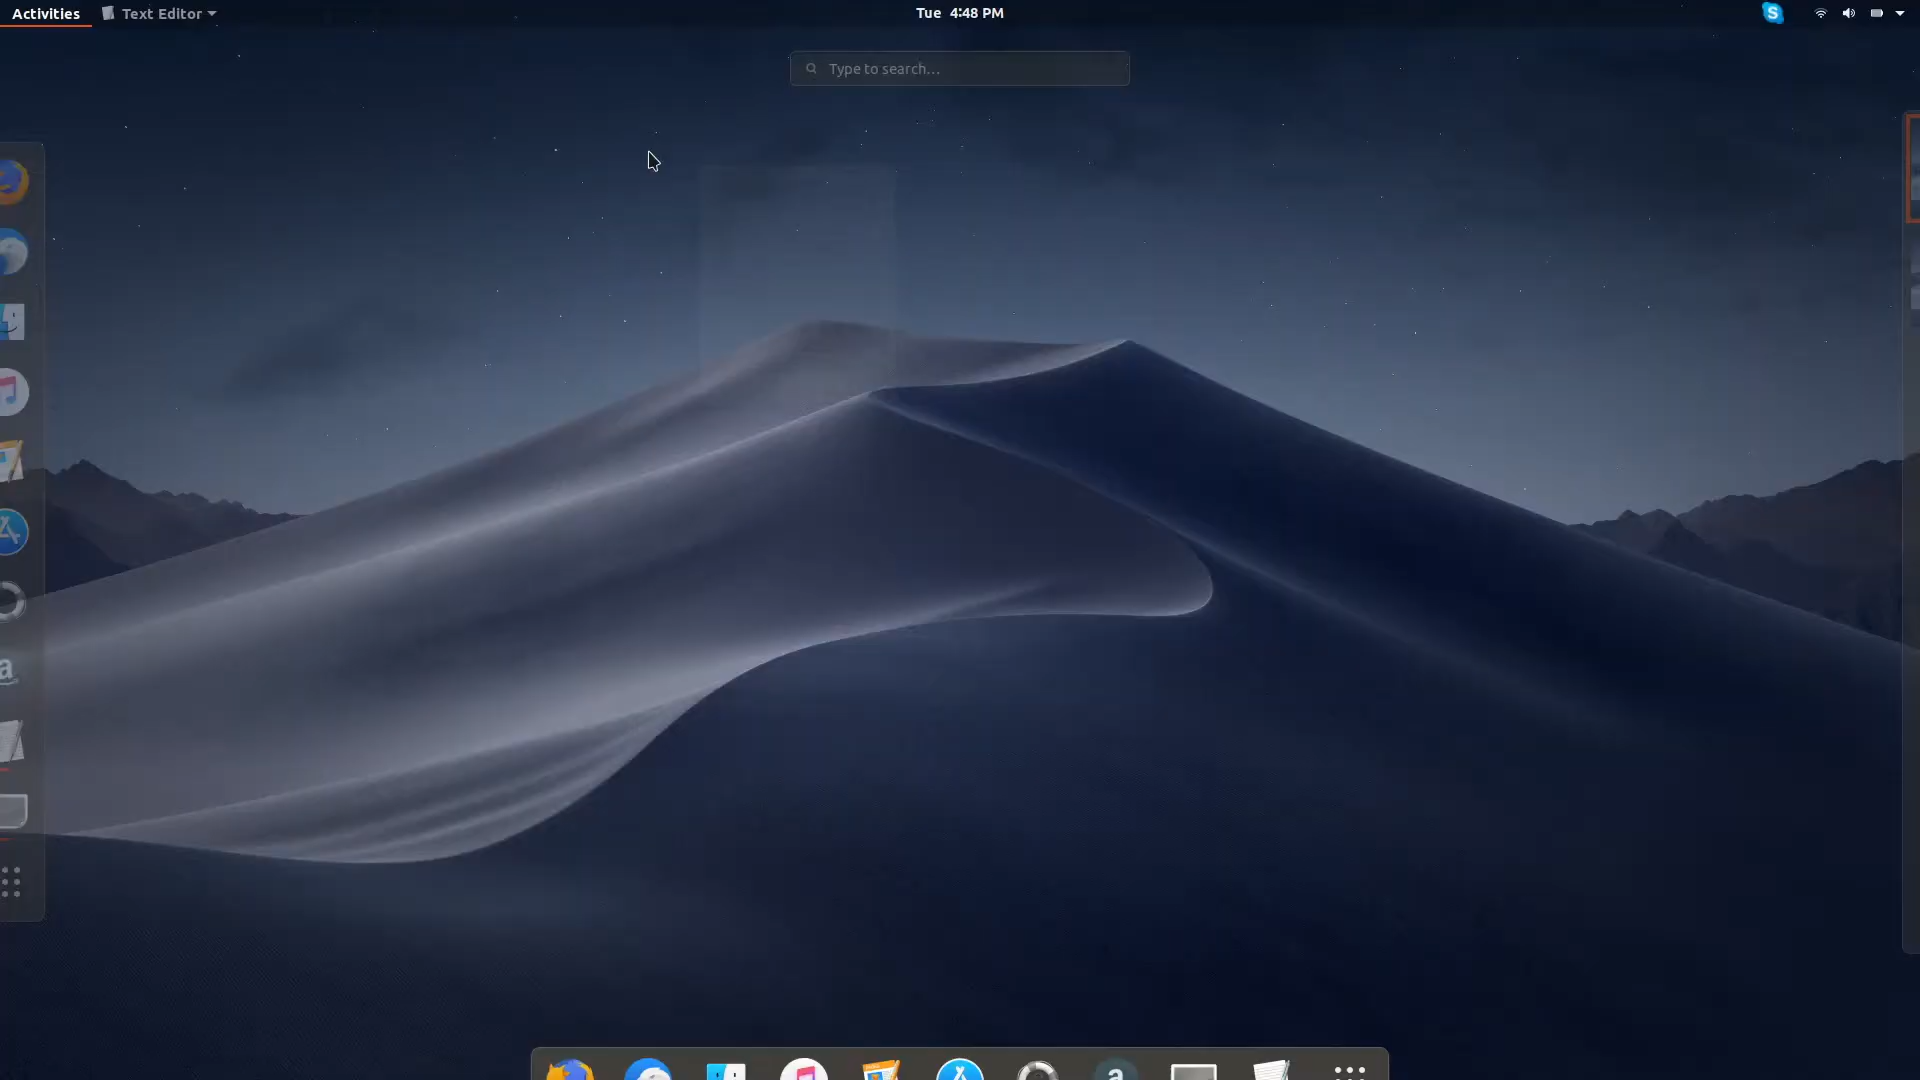 Activities
Text Editor
Tue 4:48 PM
S
Type to search...
a
a